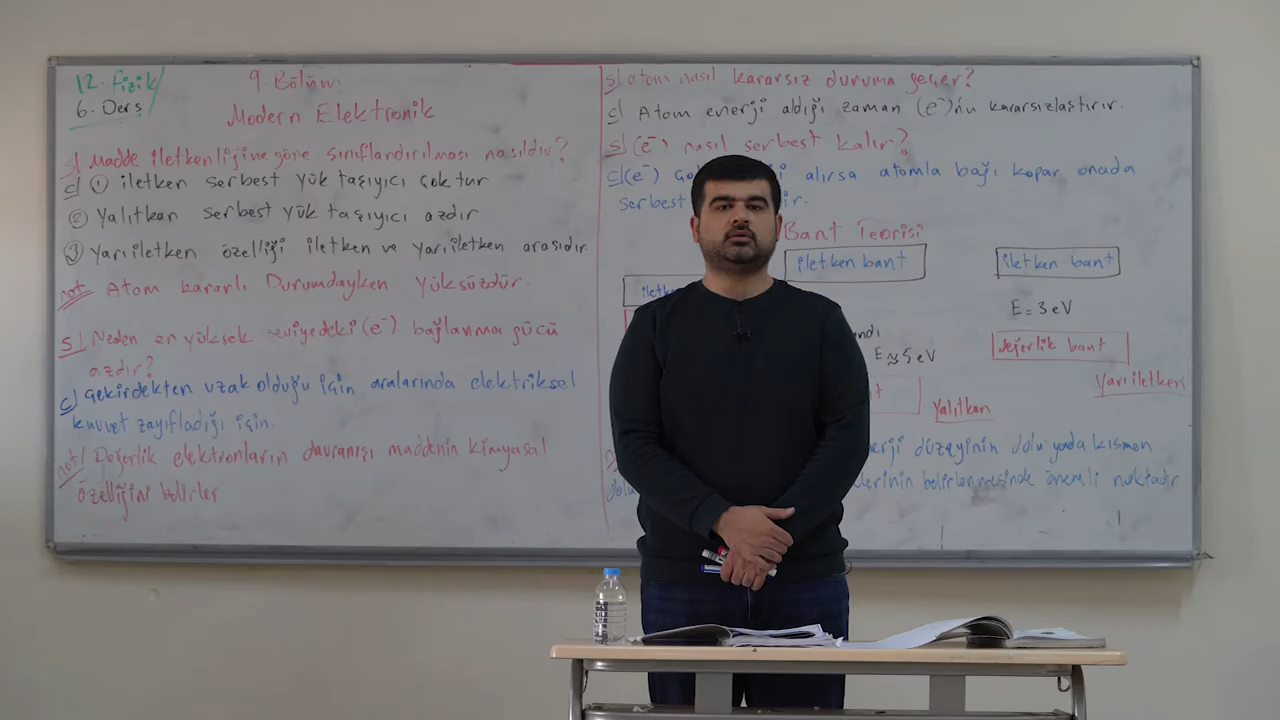 12. Fizik
6. Ders
9. Bölüm
Modern Elektronik
s) Madde iletkenliğine göre sınıflandırılması nasıldır?
c) ① iletken serbest yük taşıyıcı çoktur
② Yalıtkan serbest yük taşıyıcı azdır
③ Yarıiletken özelliği iletken ve yarıiletken arasıdır
not Atom kararlı Durumdayken yüksüzdür.
s) Neden en yüksek seviyedeki (e⁻) bağlanma gücü
azdır?
c) Çekirdekten uzak olduğu için aralarında elektriksel
kuvvet zayıfladığı için.
not/ Değerlik elektronların davranışı maddenin kimyasal
özelliğini belirler
s) atom nasıl kararsız duruma geçer?
c) Atom enerji aldığı zaman (e⁻)'nu kararsızlaştırır.
s) (e⁻) nasıl serbest kalır?
c) (e⁻) alırsa atomla bağı kopar onada
serbest
Bant Teorisi
iletken bant
iletken bant
E = 3 eV
E ≈ 5 eV
değerlik bant
Yarıiletken
Yalıtkan
düzeyinin dolu yada kısmen
belirlenmesinde önemli noktadır